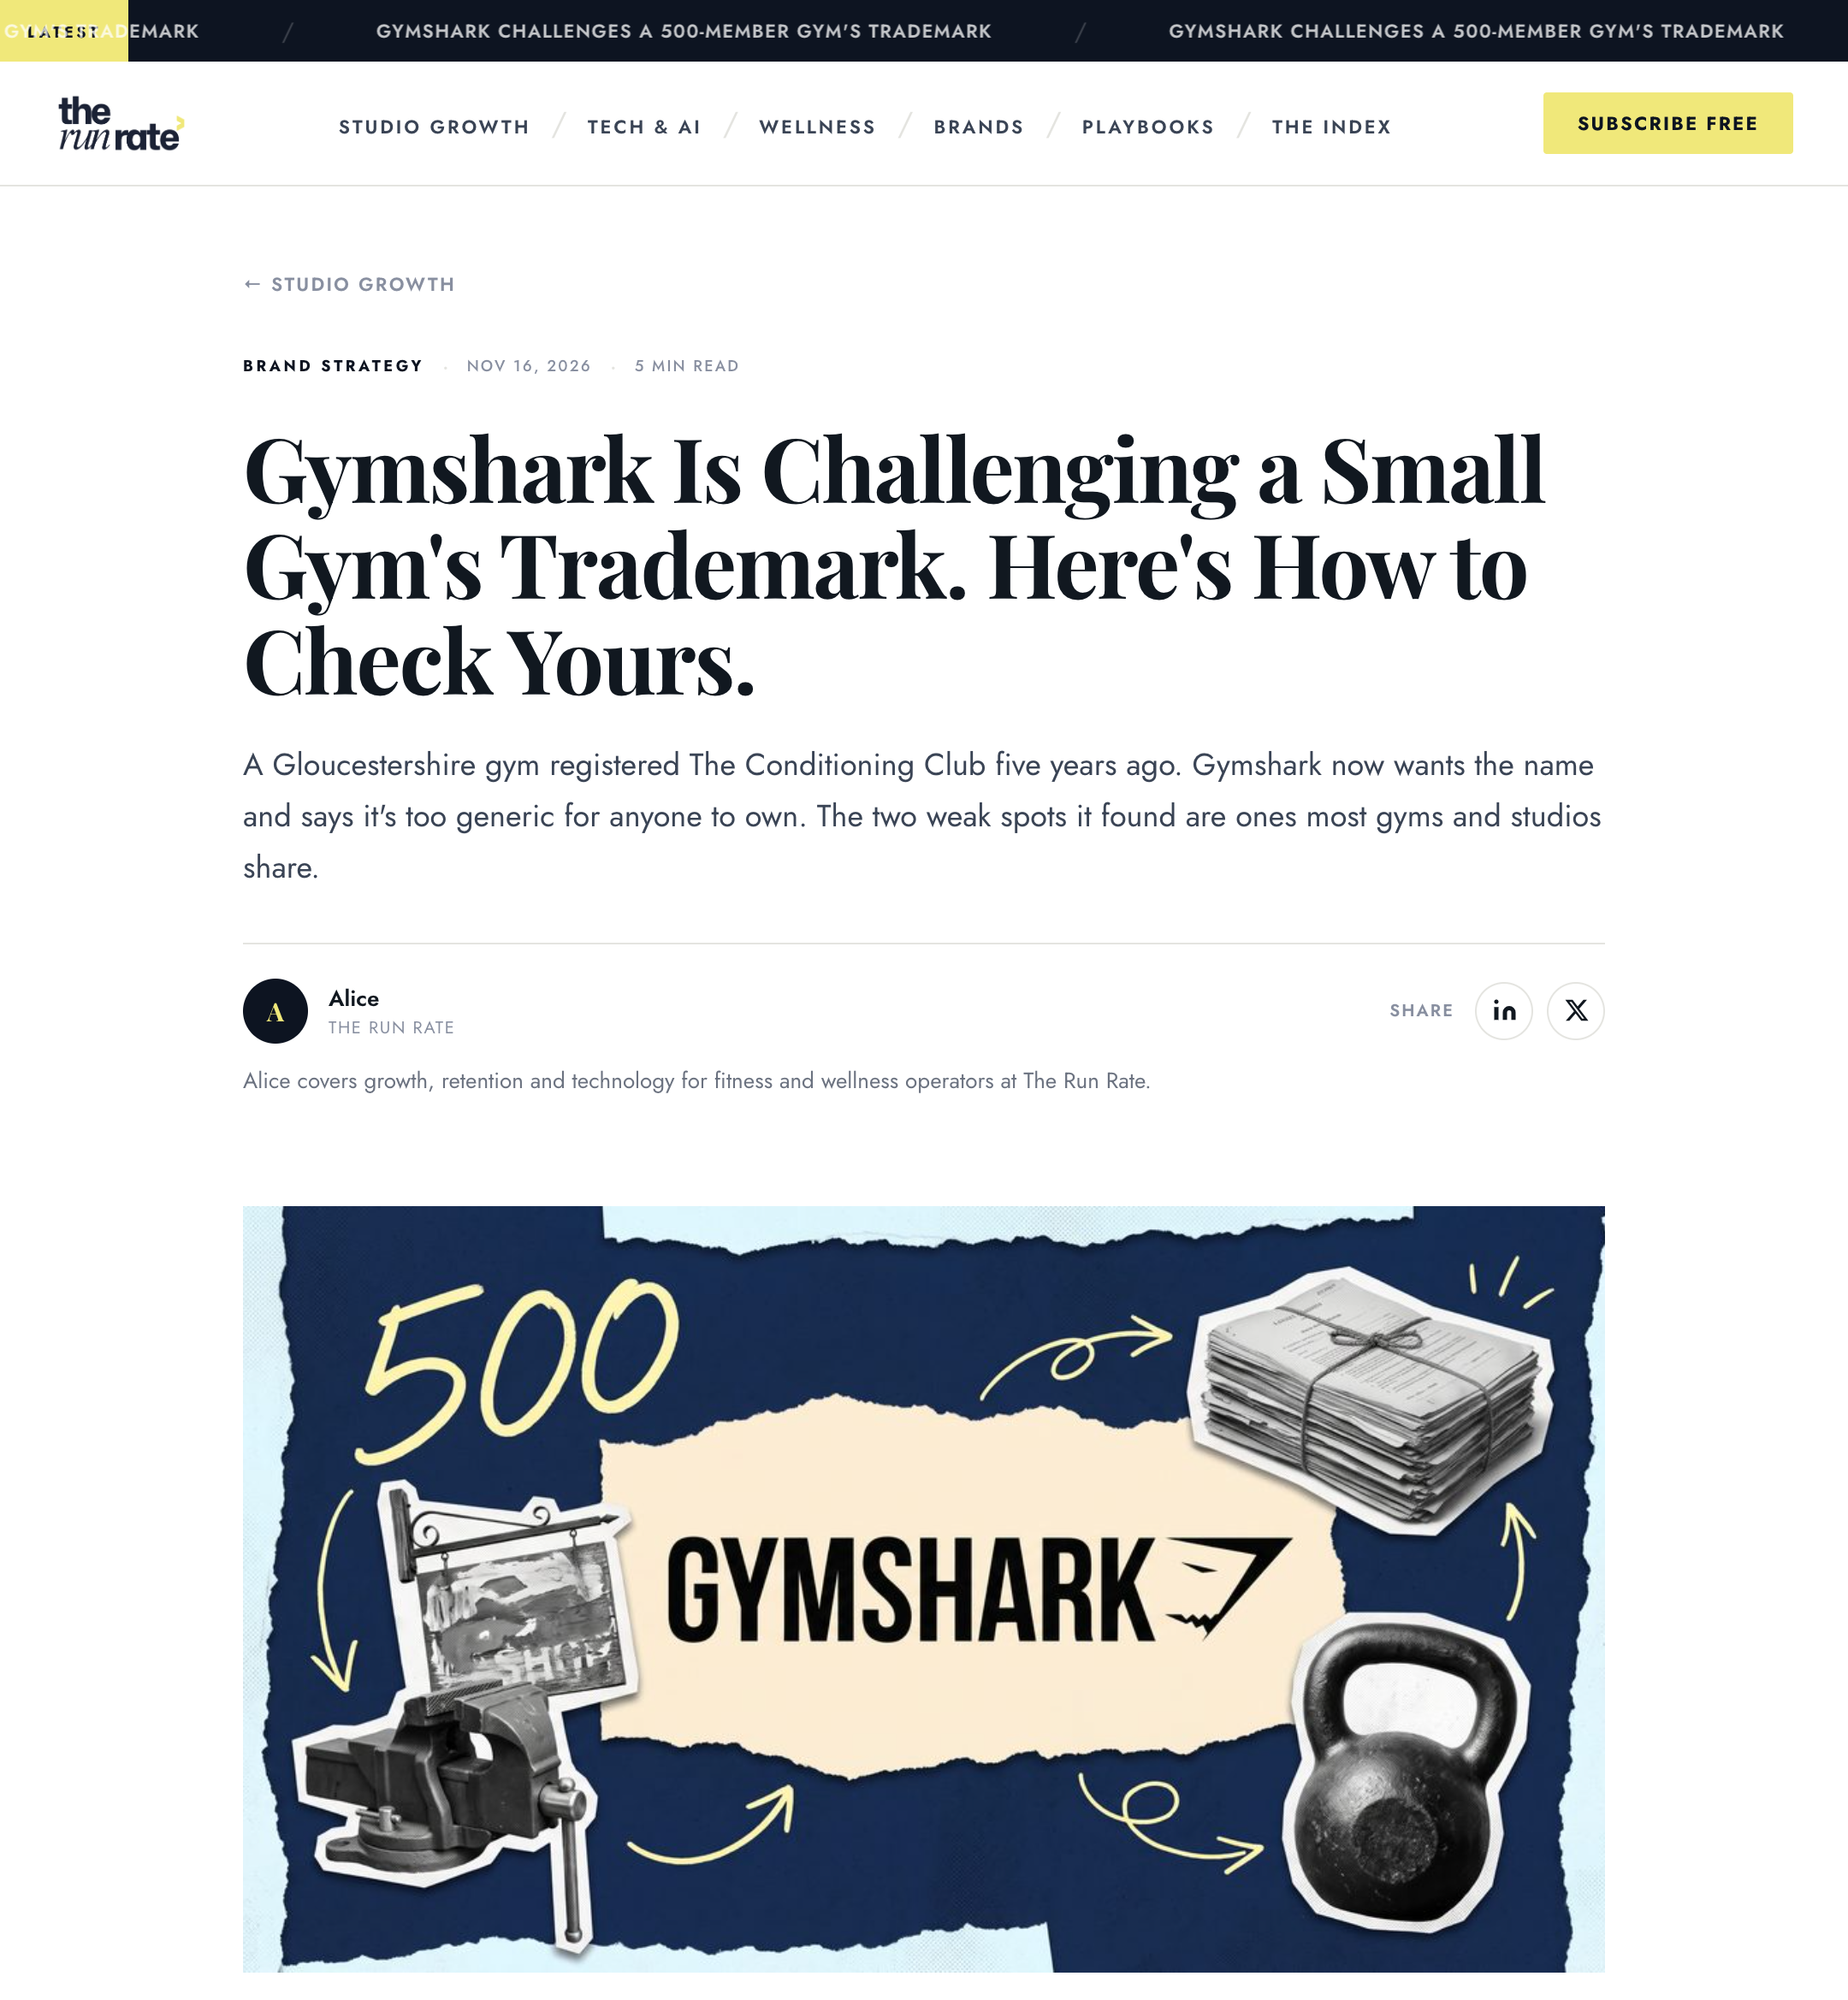 LATEST
GYMSHARK CHALLENGES A 500-MEMBER GYM'S TRADEMARK / GYMSHARK CHALLENGES A 500-MEMBER GYM'S TRADEMARK
the
run rate
STUDIO GROWTH / TECH & AI / WELLNESS / BRANDS / PLAYBOOKS / THE INDEX
SUBSCRIBE FREE
← STUDIO GROWTH
BRAND STRATEGY · NOV 16, 2026 · 5 MIN READ
Gymshark Is Challenging a Small
Gym's Trademark. Here's How to
Check Yours.
A Gloucestershire gym registered The Conditioning Club five years ago. Gymshark now wants the name
and says it's too generic for anyone to own. The two weak spots it found are ones most gyms and studios
share.
A
Alice
THE RUN RATE
SHARE
in
X
Alice covers growth, retention and technology for fitness and wellness operators at The Run Rate.
500
GYMSHARK